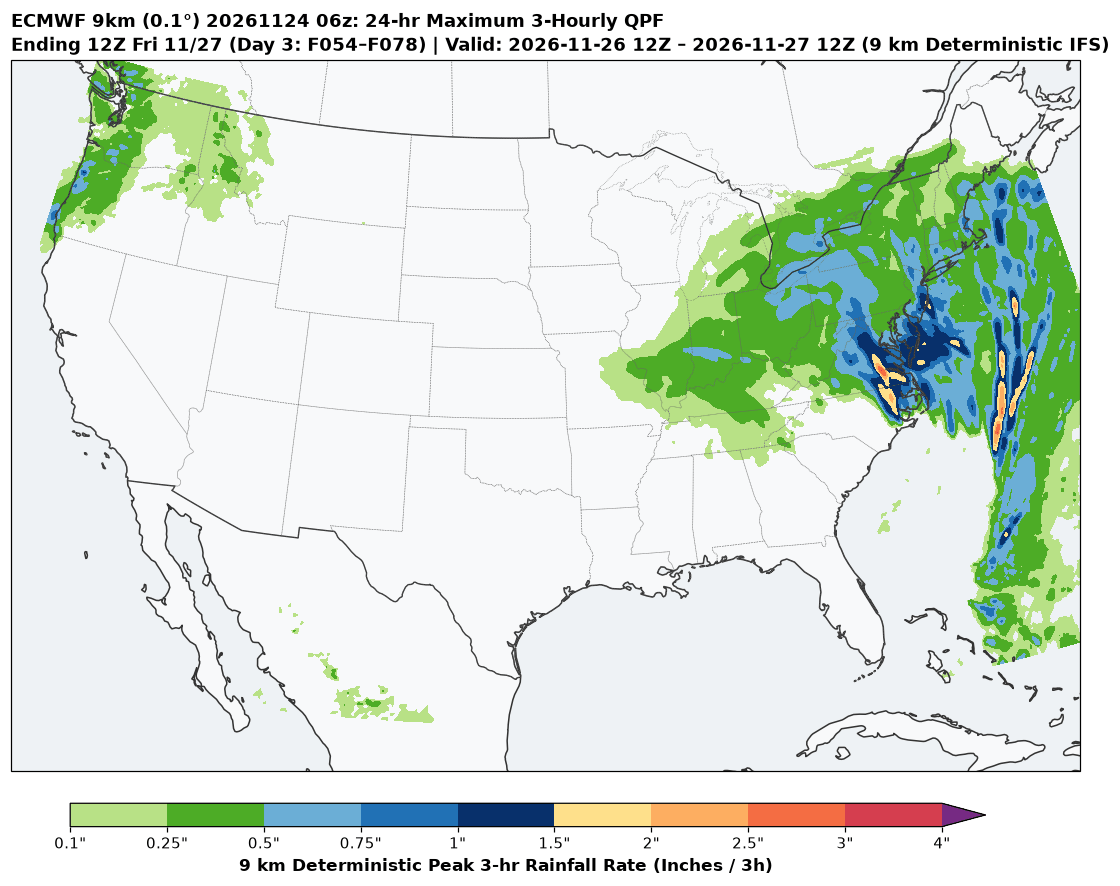 ECMWF 9km (0.1°) 20261124 06z: 24-hr Maximum 3-Hourly QPF
Ending 12Z Fri 11/27 (Day 3: F054–F078) | Valid: 2026-11-26 12Z – 2026-11-27 12Z (9 km Deterministic IFS)
0.1" 0.25" 0.5" 0.75" 1" 1.5" 2" 2.5" 3" 4"
9 km Deterministic Peak 3-hr Rainfall Rate (Inches / 3h)